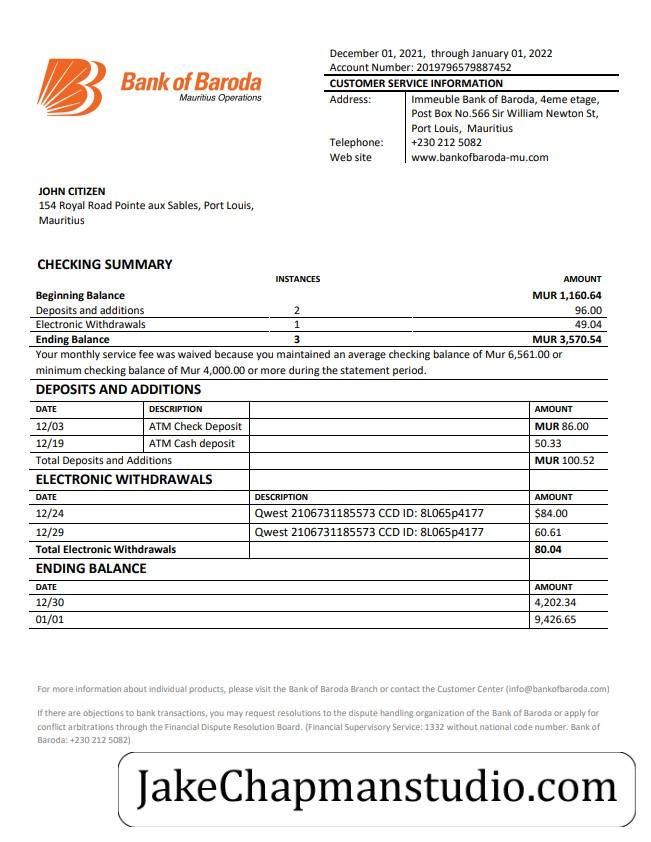 Bank of Baroda
Mauritius Operations
December 01, 2021, through January 01, 2022
Account Number: 2019796579887452
CUSTOMER SERVICE INFORMATION
Address: Immeuble Bank of Baroda, 4eme etage,
Post Box No.566 Sir William Newton St,
Port Louis, Mauritius
Telephone: +230 212 5082
Web site www.bankofbaroda-mu.com
JOHN CITIZEN
154 Royal Road Pointe aux Sables, Port Louis,
Mauritius
CHECKING SUMMARY
INSTANCES AMOUNT
Beginning Balance MUR 1,160.64
Deposits and additions 2 96.00
Electronic Withdrawals 1 49.04
Ending Balance 3 MUR 3,570.54
Your monthly service fee was waived because you maintained an average checking balance of Mur 6,561.00 or
minimum checking balance of Mur 4,000.00 or more during the statement period.
DEPOSITS AND ADDITIONS
DATE DESCRIPTION AMOUNT
12/03 ATM Check Deposit MUR 86.00
12/19 ATM Cash deposit 50.33
Total Deposits and Additions MUR 100.52
ELECTRONIC WITHDRAWALS
DATE DESCRIPTION AMOUNT
12/24 Qwest 2106731185573 CCD ID: 8L065p4177 $84.00
12/29 Qwest 2106731185573 CCD ID: 8L065p4177 60.61
Total Electronic Withdrawals 80.04
ENDING BALANCE
DATE AMOUNT
12/30 4,202.34
01/01 9,426.65
For more information about individual products, please visit the Bank of Baroda Branch or contact the Customer Center (info@bankofbaroda.com)
If there are objections to bank transactions, you may request resolutions to the dispute handling organization of the Bank of Baroda or apply for
conflict arbitrations through the Financial Dispute Resolution Board. (Financial Supervisory Service: 1332 without national code number. Bank of
Baroda: +230 212 5082)
JakeChapmanstudio.com